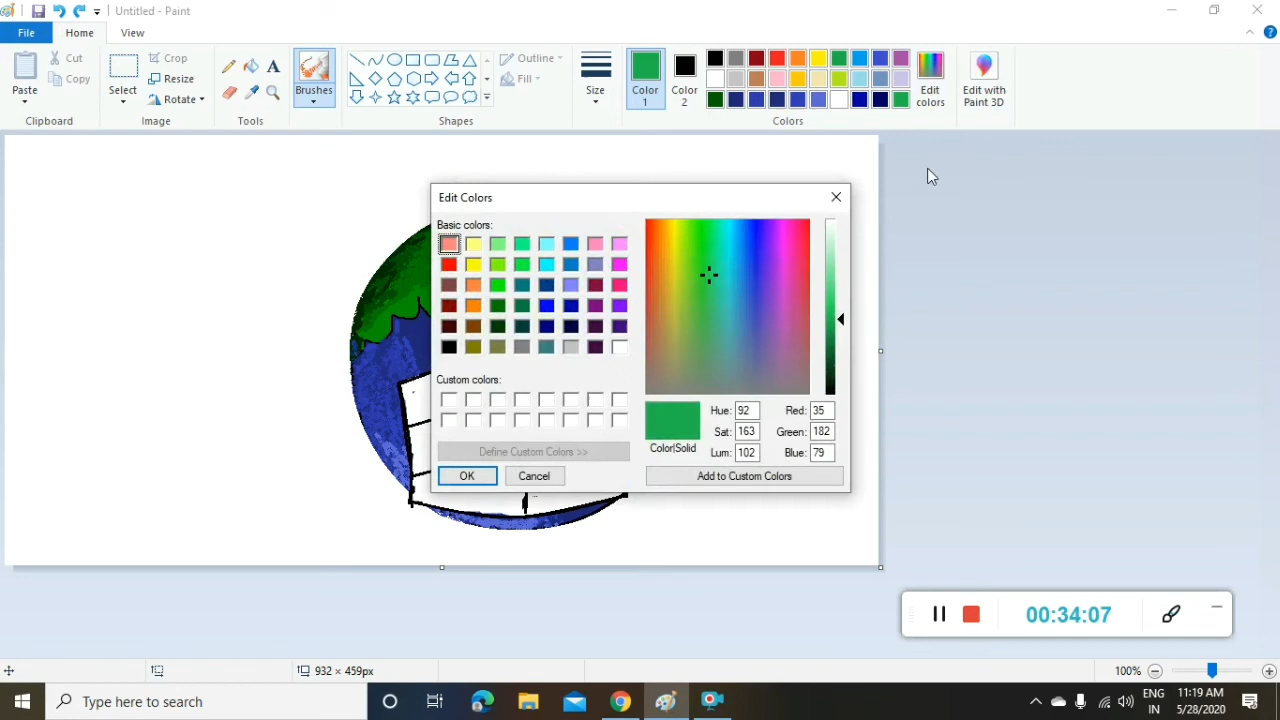 Untitled - Paint
File Home View
Cut Crop Outline
Copy Resize Fill
Paste Select Rotate Brushes Size Color 1 Color 2 Edit colors Edit with Paint 3D
Clipboard Image Tools Shapes Colors
Edit Colors
Basic colors:
Custom colors:
Hue: 92 Red: 35
Sat: 163 Green: 182
Color|Solid Lum: 102 Blue: 79
Define Custom Colors >>
OK Cancel Add to Custom Colors
00:34:07
932 × 459px 100%
Type here to search
ENG 11:19 AM
IN 5/28/2020